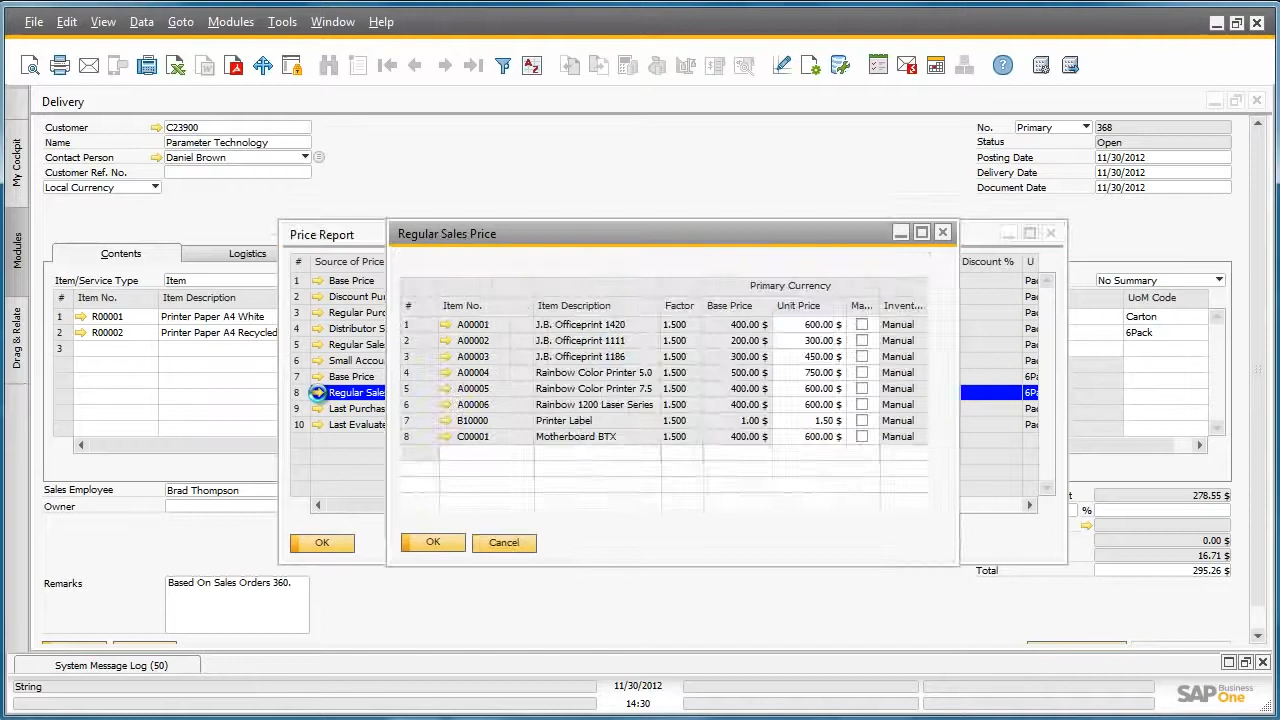 File Edit View Data Goto Modules Tools Window Help
Delivery
Customer C23900
Name Parameter Technology
Contact Person Daniel Brown
Customer Ref. No.
Local Currency
No. Primary 368
Status Open
Posting Date 11/30/2012
Delivery Date 11/30/2012
Document Date 11/30/2012
My Cockpit
Modules
Drag & Relate
Contents Logistics
Item/Service Type Item
No Summary
# Item No. Item Description UoM Code
1 R00001 Printer Paper A4 White Carton
2 R00002 Printer Paper A4 Recycled 6Pack
3
Price Report
# Source of Price Discount % U
1 Base Price Pac
2 Discount Pur
3 Regular Purc
4 Distributor S
5 Regular Sales
6 Small Accou
7 Base Price 6Pa
8 Regular Sale 6Pa
9 Last Purchas Pac
10 Last Evaluate Pac
OK
Regular Sales Price
Primary Currency
# Item No. Item Description Factor Base Price Unit Price Ma... Invent...
1 A00001 J.B. Officeprint 1420 1.500 400.00 $ 600.00 $ Manual
2 A00002 J.B. Officeprint 1111 1.500 200.00 $ 300.00 $ Manual
3 A00003 J.B. Officeprint 1186 1.500 300.00 $ 450.00 $ Manual
4 A00004 Rainbow Color Printer 5.0 1.500 500.00 $ 750.00 $ Manual
5 A00005 Rainbow Color Printer 7.5 1.500 400.00 $ 600.00 $ Manual
6 A00006 Rainbow 1200 Laser Series 1.500 400.00 $ 600.00 $ Manual
7 B10000 Printer Label 1.500 1.00 $ 1.50 $ Manual
8 C00001 Motherboard BTX 1.500 400.00 $ 600.00 $ Manual
OK Cancel
Sales Employee Brad Thompson
Owner
t 278.55 $
%
0.00 $
16.71 $
Total 295.26 $
Remarks Based On Sales Orders 360.
System Message Log (50)
String 11/30/2012
14:30
SAP Business One